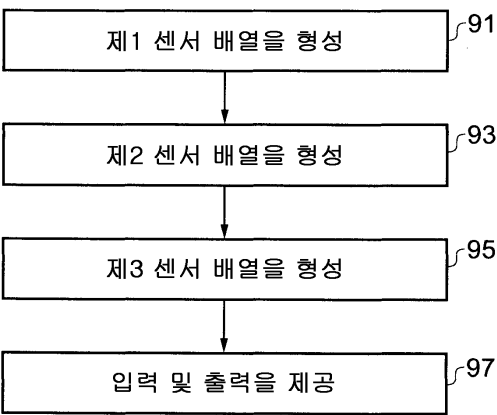 제1 센서 배열을 형성 91
제2 센서 배열을 형성 93
제3 센서 배열을 형성 95
입력 및 출력을 제공 97